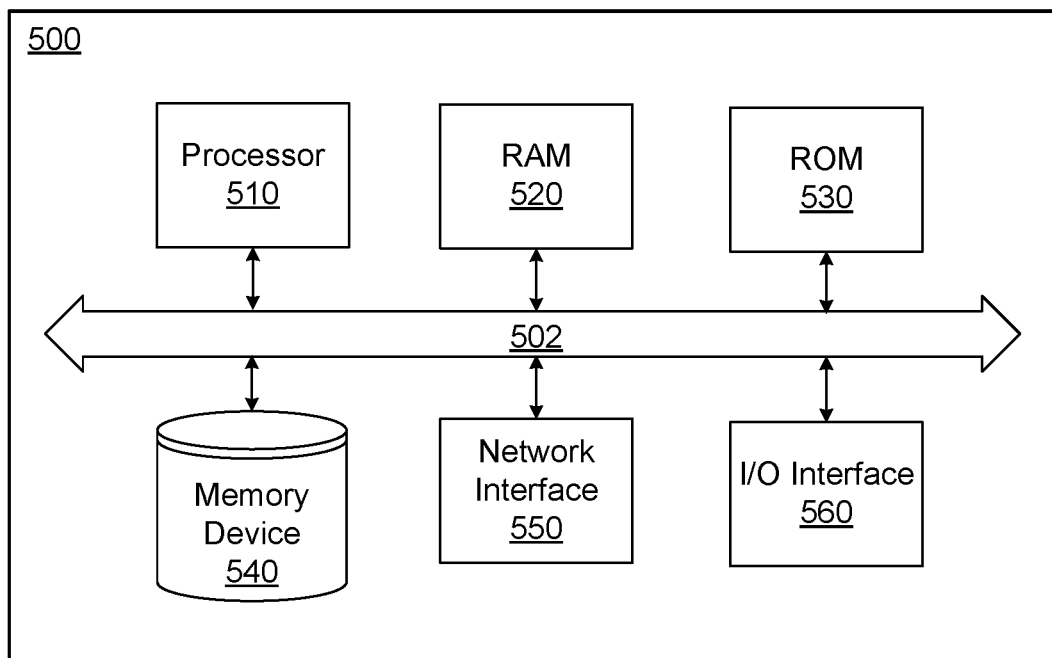 500
Processor
510
RAM
520
ROM
530
502
Memory
Device
540
Network
Interface
550
I/O Interface
560